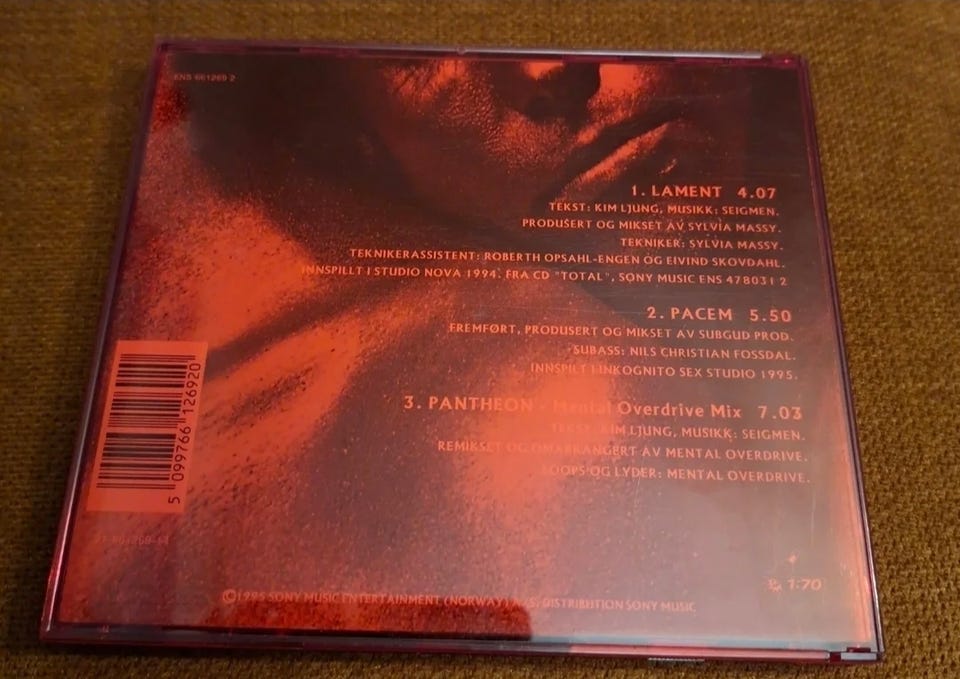 ENS 661269 2
1. LAMENT 4.07
TEKST: KIM LJUNG, MUSIKK: SEIGMEN.
PRODUSERT OG MIKSET AV SYLVIA MASSY.
TEKNIKER: SYLVIA MASSY.
TEKNIKERASSISTENT: ROBERTH OPSAHL-ENGEN OG EIVIND SKOVDAHL.
INNSPILLT I STUDIO NOVA 1994. FRA CD "TOTAL", SONY MUSIC ENS 478031 2
2. PACEM 5.50
FREMFØRT, PRODUSERT OG MIKSET AV SUBGUD PROD.
SUBASS: NILS CHRISTIAN FOSSDAL.
INNSPILT I INKOGNITO SEX STUDIO 1995.
3. PANTHEON - Mental Overdrive Mix 7.03
TEKST: KIM LJUNG, MUSIKK: SEIGMEN.
REMIKSET OG OMARRANGERT AV MENTAL OVERDRIVE.
LOOPS OG LYDER: MENTAL OVERDRIVE.
5 099766 126920
1:70
©1995 SONY MUSIC ENTERTAINMENT (NORWAY) A/S. DISTRIBUTION SONY MUSIC